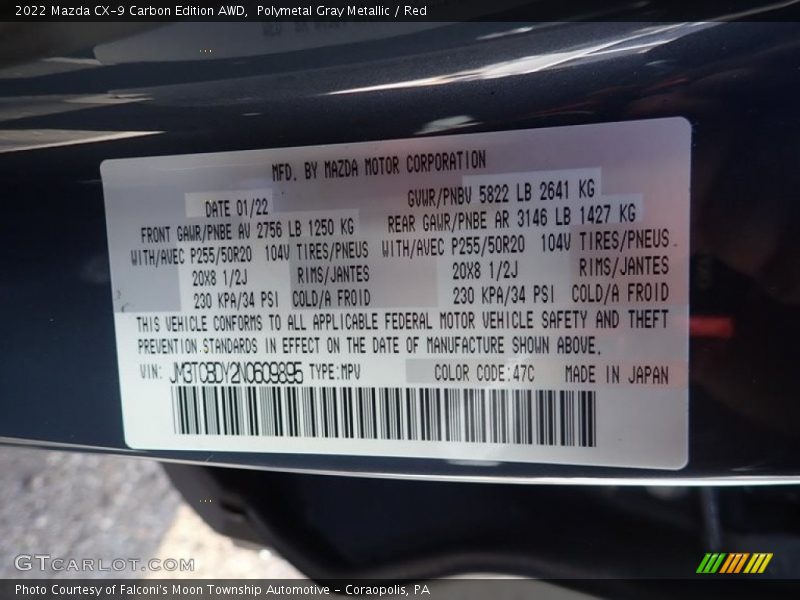 2022 Mazda CX-9 Carbon Edition AWD, Polymetal Gray Metallic / Red
MFD. BY MAZDA MOTOR CORPORATION
DATE 01/22 GVWR/PNBV 5822 LB 2641 KG
FRONT GAWR/PNBE AV 2756 LB 1250 KG REAR GAWR/PNBE AR 3146 LB 1427 KG
WITH/AVEC P255/50R20 104V TIRES/PNEUS WITH/AVEC P255/50R20 104V TIRES/PNEUS
20X8 1/2J RIMS/JANTES 20X8 1/2J RIMS/JANTES
230 KPA/34 PSI COLD/A FROID 230 KPA/34 PSI COLD/A FROID
THIS VEHICLE CONFORMS TO ALL APPLICABLE FEDERAL MOTOR VEHICLE SAFETY AND THEFT
PREVENTION STANDARDS IN EFFECT ON THE DATE OF MANUFACTURE SHOWN ABOVE.
VIN: JM3TCBDY2N0609895 TYPE:MPV COLOR CODE:47C MADE IN JAPAN
GTCARLOT.COM
Photo Courtesy of Falconi's Moon Township Automotive - Coraopolis, PA